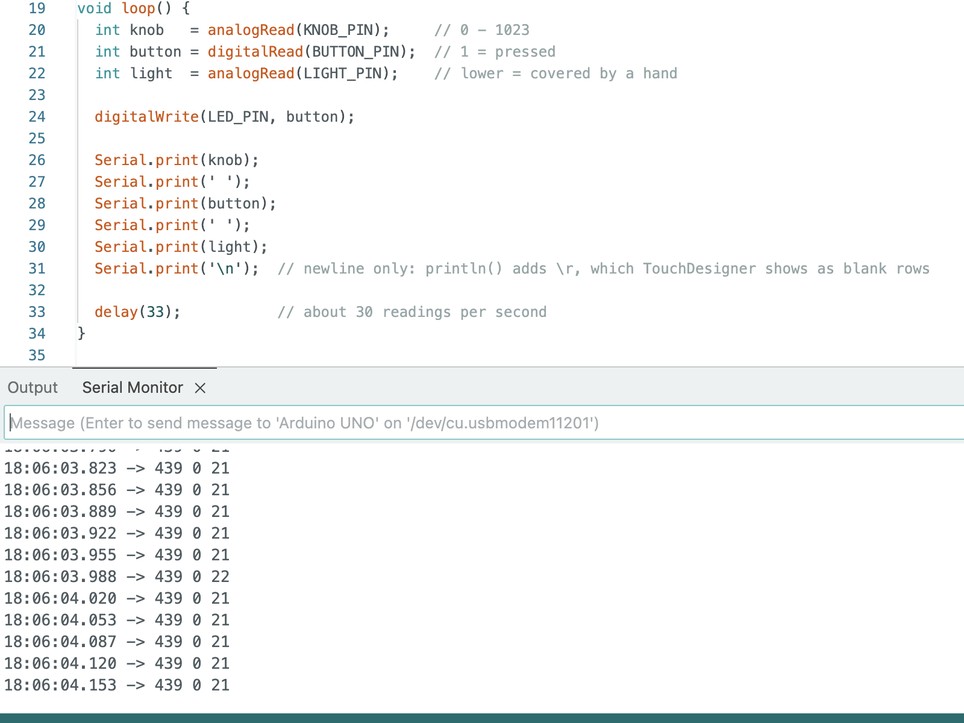 19 void loop() {
20 int knob = analogRead(KNOB_PIN); // 0 – 1023
21 int button = digitalRead(BUTTON_PIN); // 1 = pressed
22 int light = analogRead(LIGHT_PIN); // lower = covered by a hand
23
24 digitalWrite(LED_PIN, button);
25
26 Serial.print(knob);
27 Serial.print(' ');
28 Serial.print(button);
29 Serial.print(' ');
30 Serial.print(light);
31 Serial.print('\n'); // newline only: println() adds \r, which TouchDesigner shows as blank rows
32
33 delay(33); // about 30 readings per second
34 }
35
Output Serial Monitor
Message (Enter to send message to 'Arduino UNO' on '/dev/cu.usbmodem11201')
18:06:03.823 -> 439 0 21
18:06:03.856 -> 439 0 21
18:06:03.889 -> 439 0 21
18:06:03.922 -> 439 0 21
18:06:03.955 -> 439 0 21
18:06:03.988 -> 439 0 22
18:06:04.020 -> 439 0 21
18:06:04.053 -> 439 0 21
18:06:04.087 -> 439 0 21
18:06:04.120 -> 439 0 21
18:06:04.153 -> 439 0 21